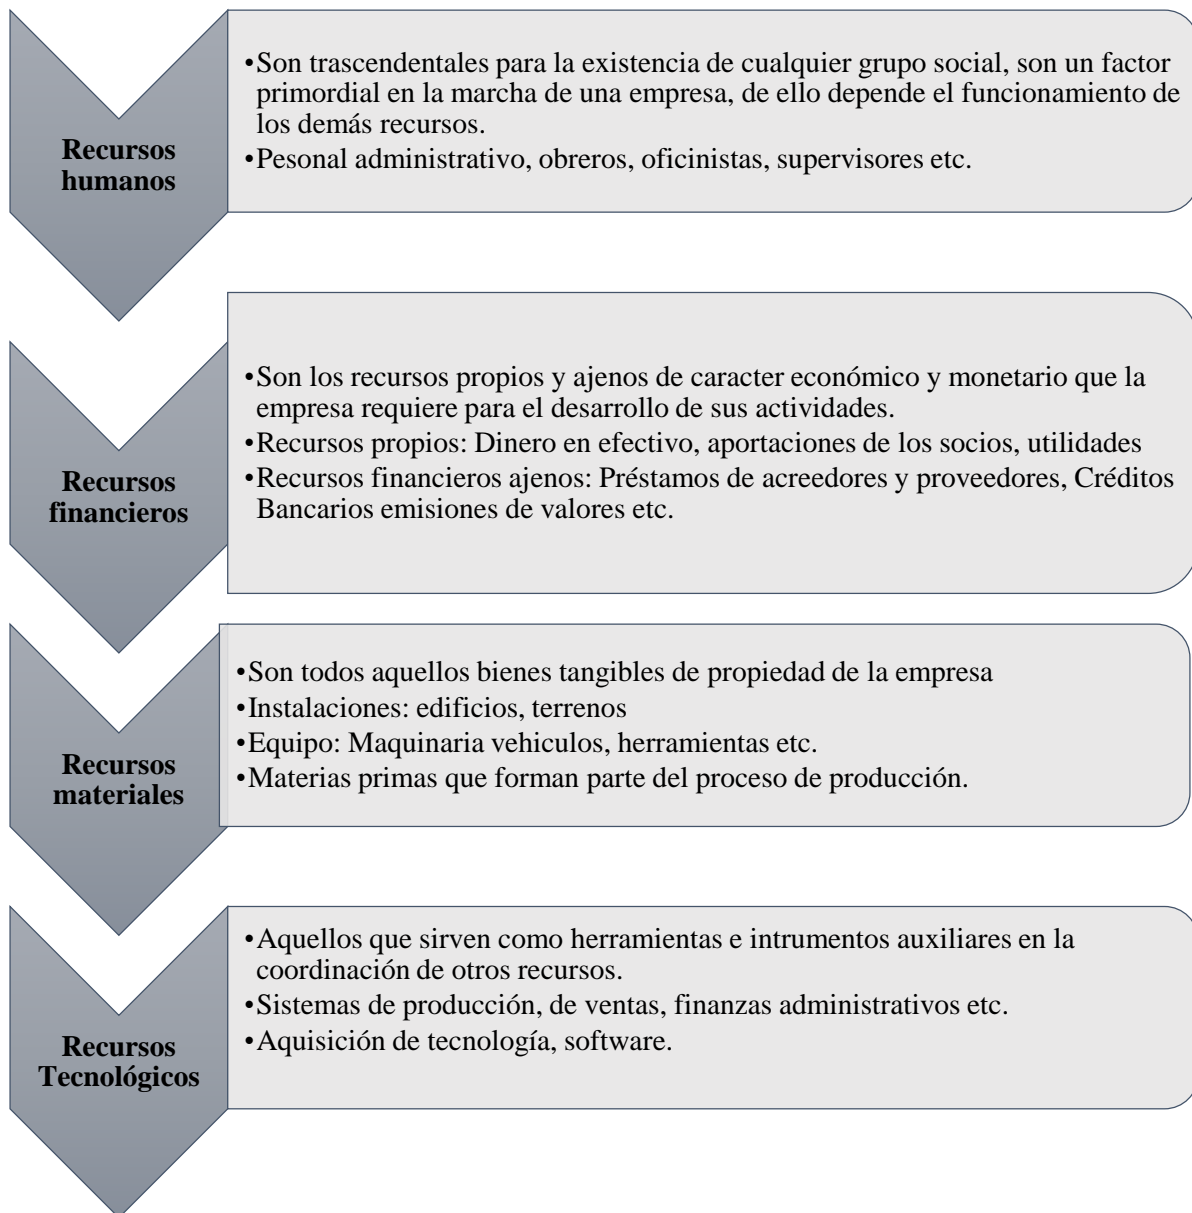 Recursos
humanos
•Son trascendentales para la existencia de cualquier grupo social, son un factor
primordial en la marcha de una empresa, de ello depende el funcionamiento de
los demás recursos.
•Pesonal administrativo, obreros, oficinistas, supervisores etc.
Recursos
financieros
•Son los recursos propios y ajenos de caracter económico y monetario que la
empresa requiere para el desarrollo de sus actividades.
•Recursos propios: Dinero en efectivo, aportaciones de los socios, utilidades
•Recursos financieros ajenos: Préstamos de acreedores y proveedores, Créditos
Bancarios emisiones de valores etc.
Recursos
materiales
•Son todos aquellos bienes tangibles de propiedad de la empresa
•Instalaciones: edificios, terrenos
•Equipo: Maquinaria vehiculos, herramientas etc.
•Materias primas que forman parte del proceso de producción.
Recursos
Tecnológicos
•Aquellos que sirven como herramientas e intrumentos auxiliares en la
coordinación de otros recursos.
•Sistemas de producción, de ventas, finanzas administrativos etc.
•Aquisición de tecnología, software.